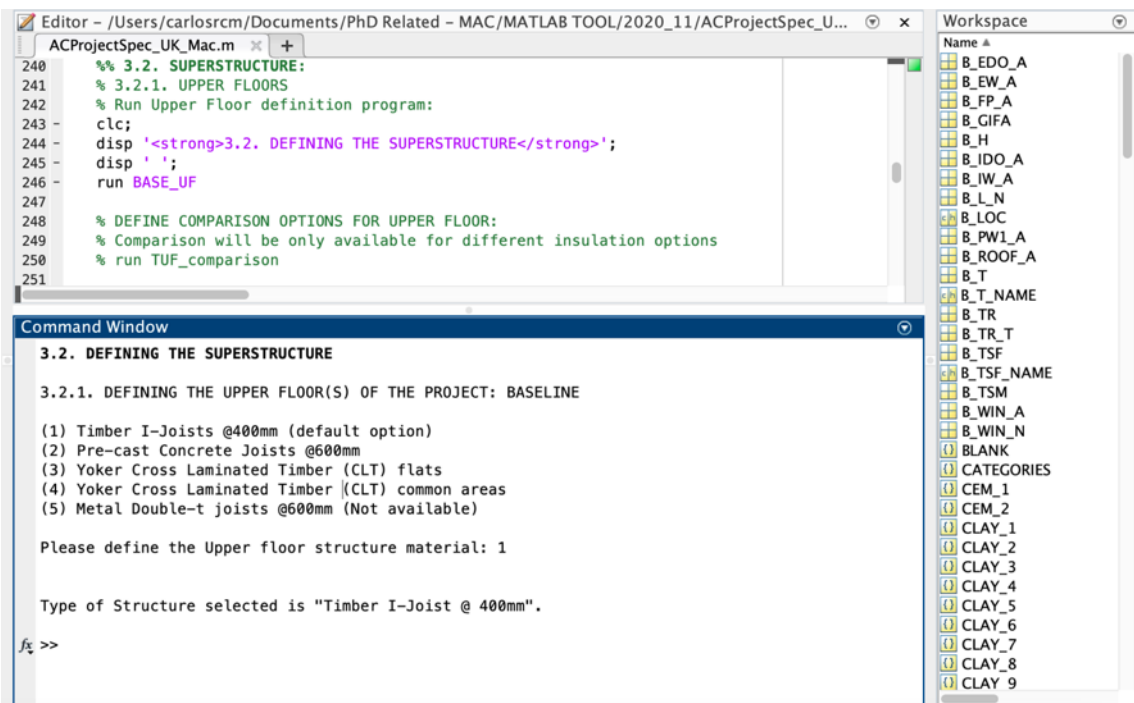 Editor – /Users/carlosrcm/Documents/PhD Related – MAC/MATLAB TOOL/2020_11/ACProjectSpec_U...
ACProjectSpec_UK_Mac.m × +
240 %% 3.2. SUPERSTRUCTURE:
241 % 3.2.1. UPPER FLOORS
242 % Run Upper Floor definition program:
243 – clc;
244 – disp '<strong>3.2. DEFINING THE SUPERSTRUCTURE</strong>';
245 – disp ' ';
246 – run BASE_UF
247
248 % DEFINE COMPARISON OPTIONS FOR UPPER FLOOR:
249 % Comparison will be only available for different insulation options
250 % run TUF_comparison
251
Command Window
3.2. DEFINING THE SUPERSTRUCTURE
3.2.1. DEFINING THE UPPER FLOOR(S) OF THE PROJECT: BASELINE
(1) Timber I-Joists @400mm (default option)
(2) Pre-cast Concrete Joists @600mm
(3) Yoker Cross Laminated Timber (CLT) flats
(4) Yoker Cross Laminated Timber (CLT) common areas
(5) Metal Double-t joists @600mm (Not available)
Please define the Upper floor structure material: 1
Type of Structure selected is "Timber I-Joist @ 400mm".
fx >>
Workspace
Name
B_EDO_A
B_EW_A
B_FP_A
B_GIFA
B_H
B_IDO_A
B_IW_A
B_L_N
B_LOC
B_PW1_A
B_ROOF_A
B_T
B_T_NAME
B_TR
B_TR_T
B_TSF
B_TSF_NAME
B_TSM
B_WIN_A
B_WIN_N
BLANK
CATEGORIES
CEM_1
CEM_2
CLAY_1
CLAY_2
CLAY_3
CLAY_4
CLAY_5
CLAY_6
CLAY_7
CLAY_8
CLAY_9